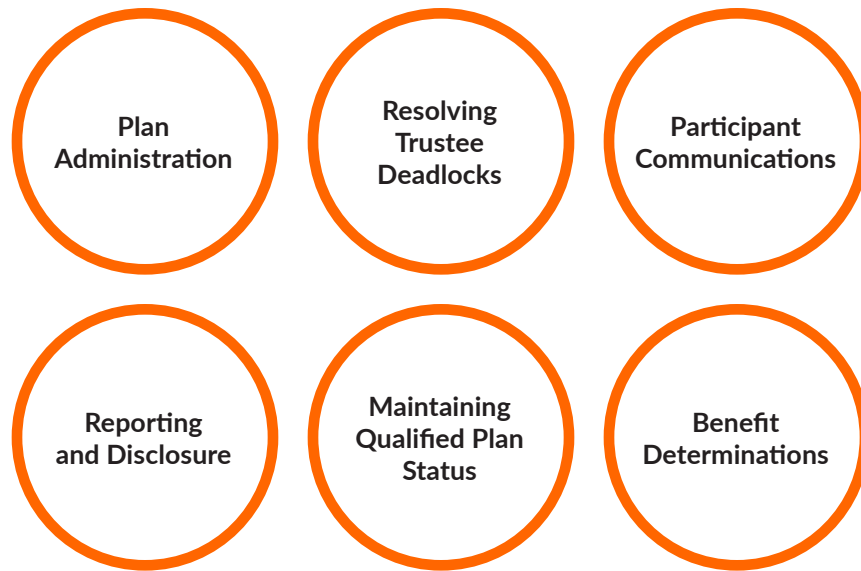 Plan
Administration
Resolving
Trustee
Deadlocks
Participant
Communications
Reporting
and Disclosure
Maintaining
Qualified Plan
Status
Benefit
Determinations